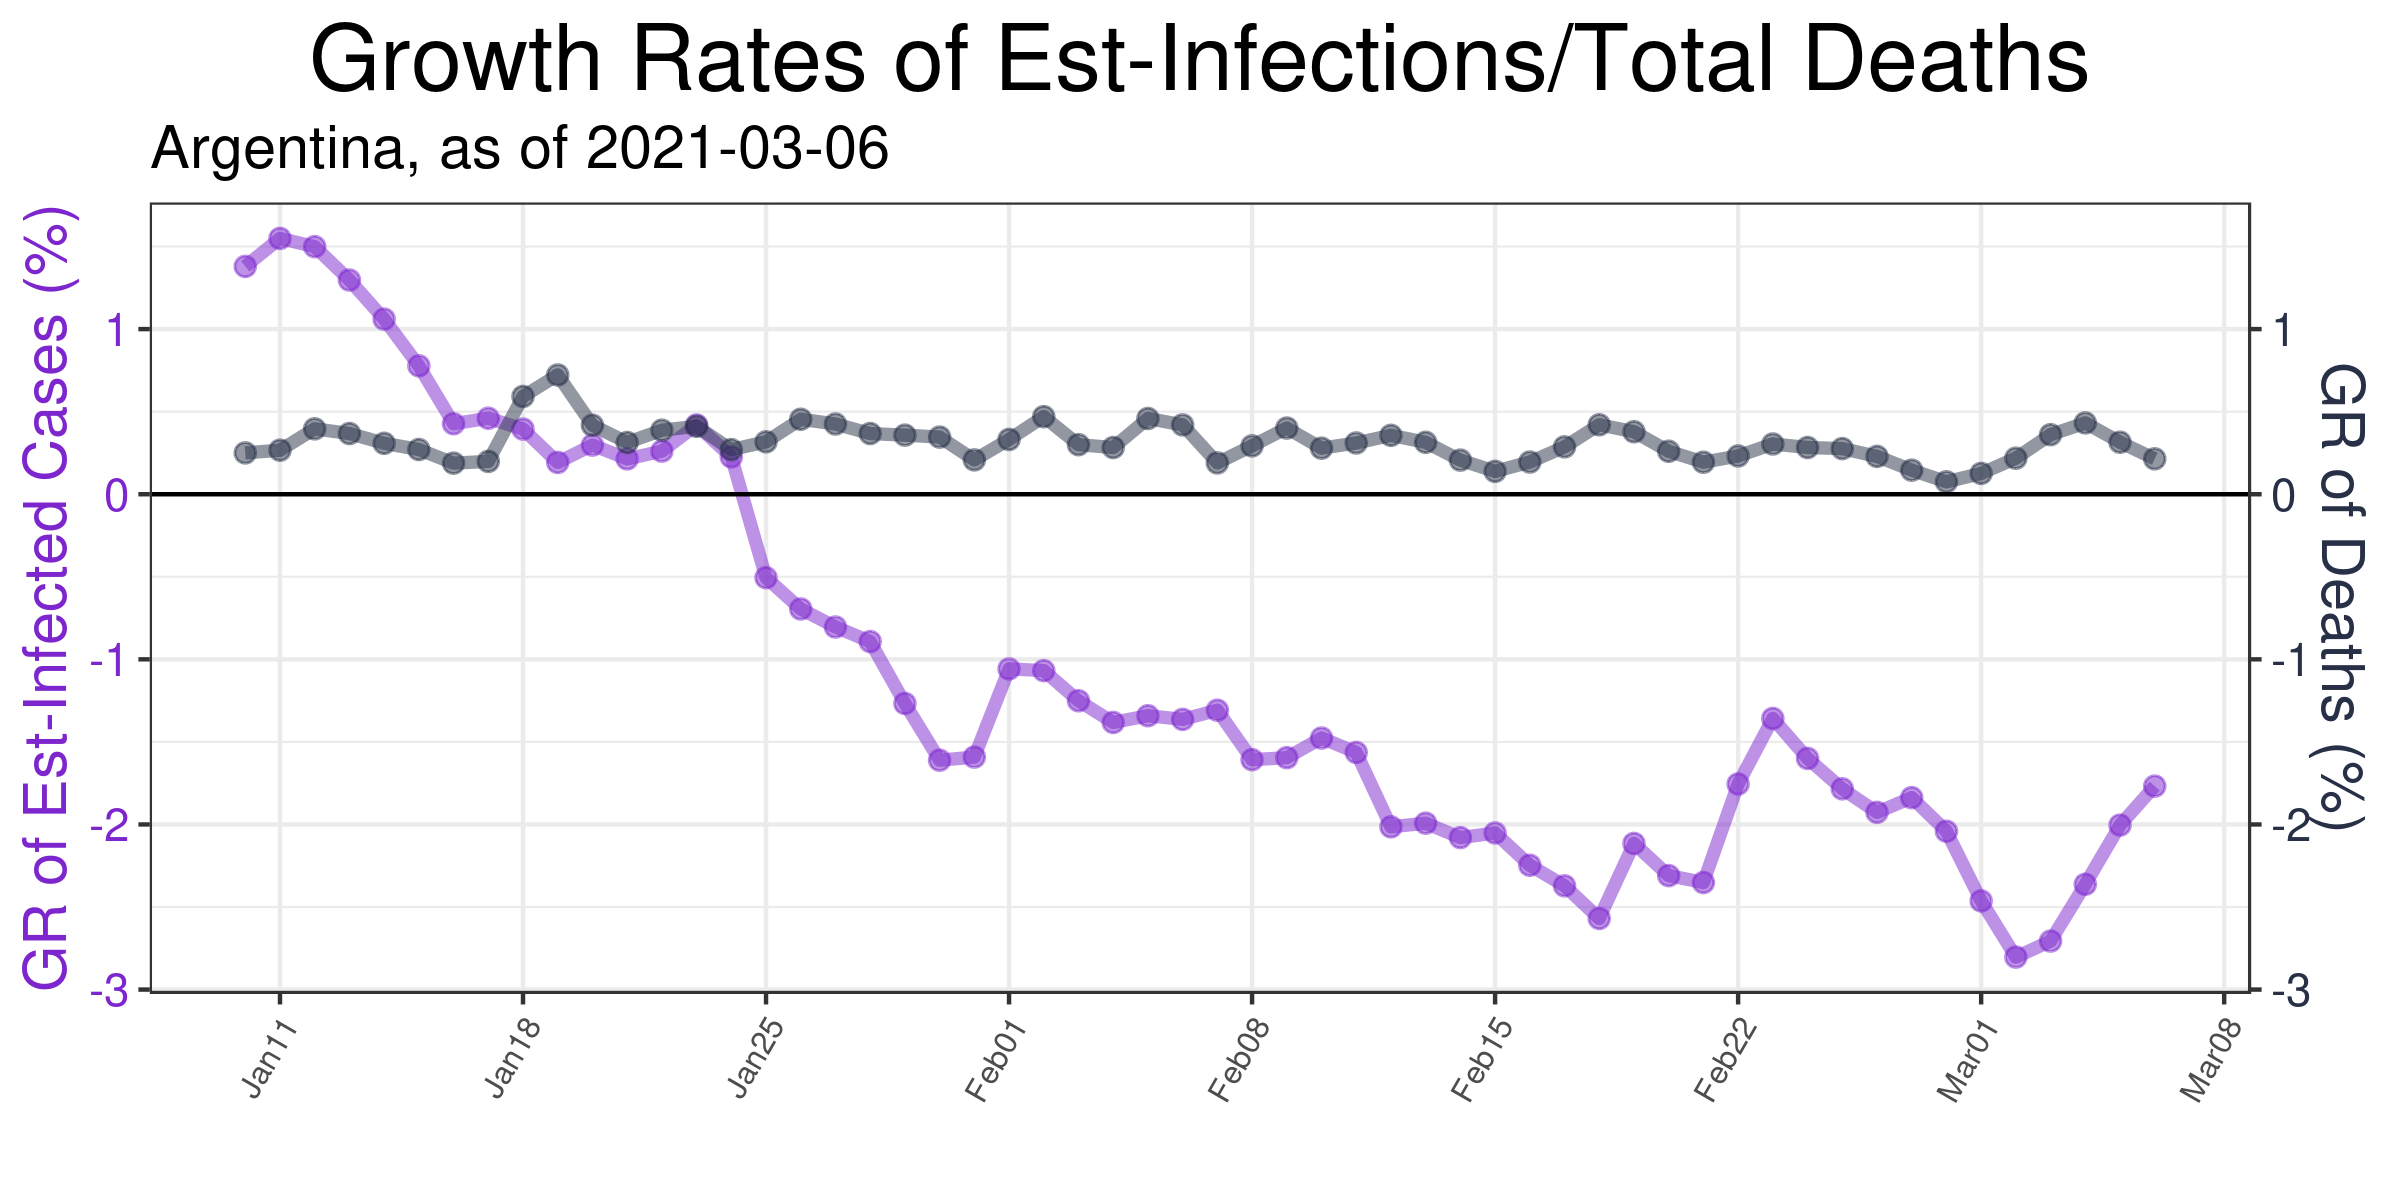 Growth Rates of Est-Infections/Total Deaths
Argentina, as of 2021-03-06
GR of Est-Infected Cases (%)
1
0
-1
-2
-3
1
0
-1
-2
-3
GR of Deaths (%)
Jan11
Jan18
Jan25
Feb01
Feb08
Feb15
Feb22
Mar01
Mar08